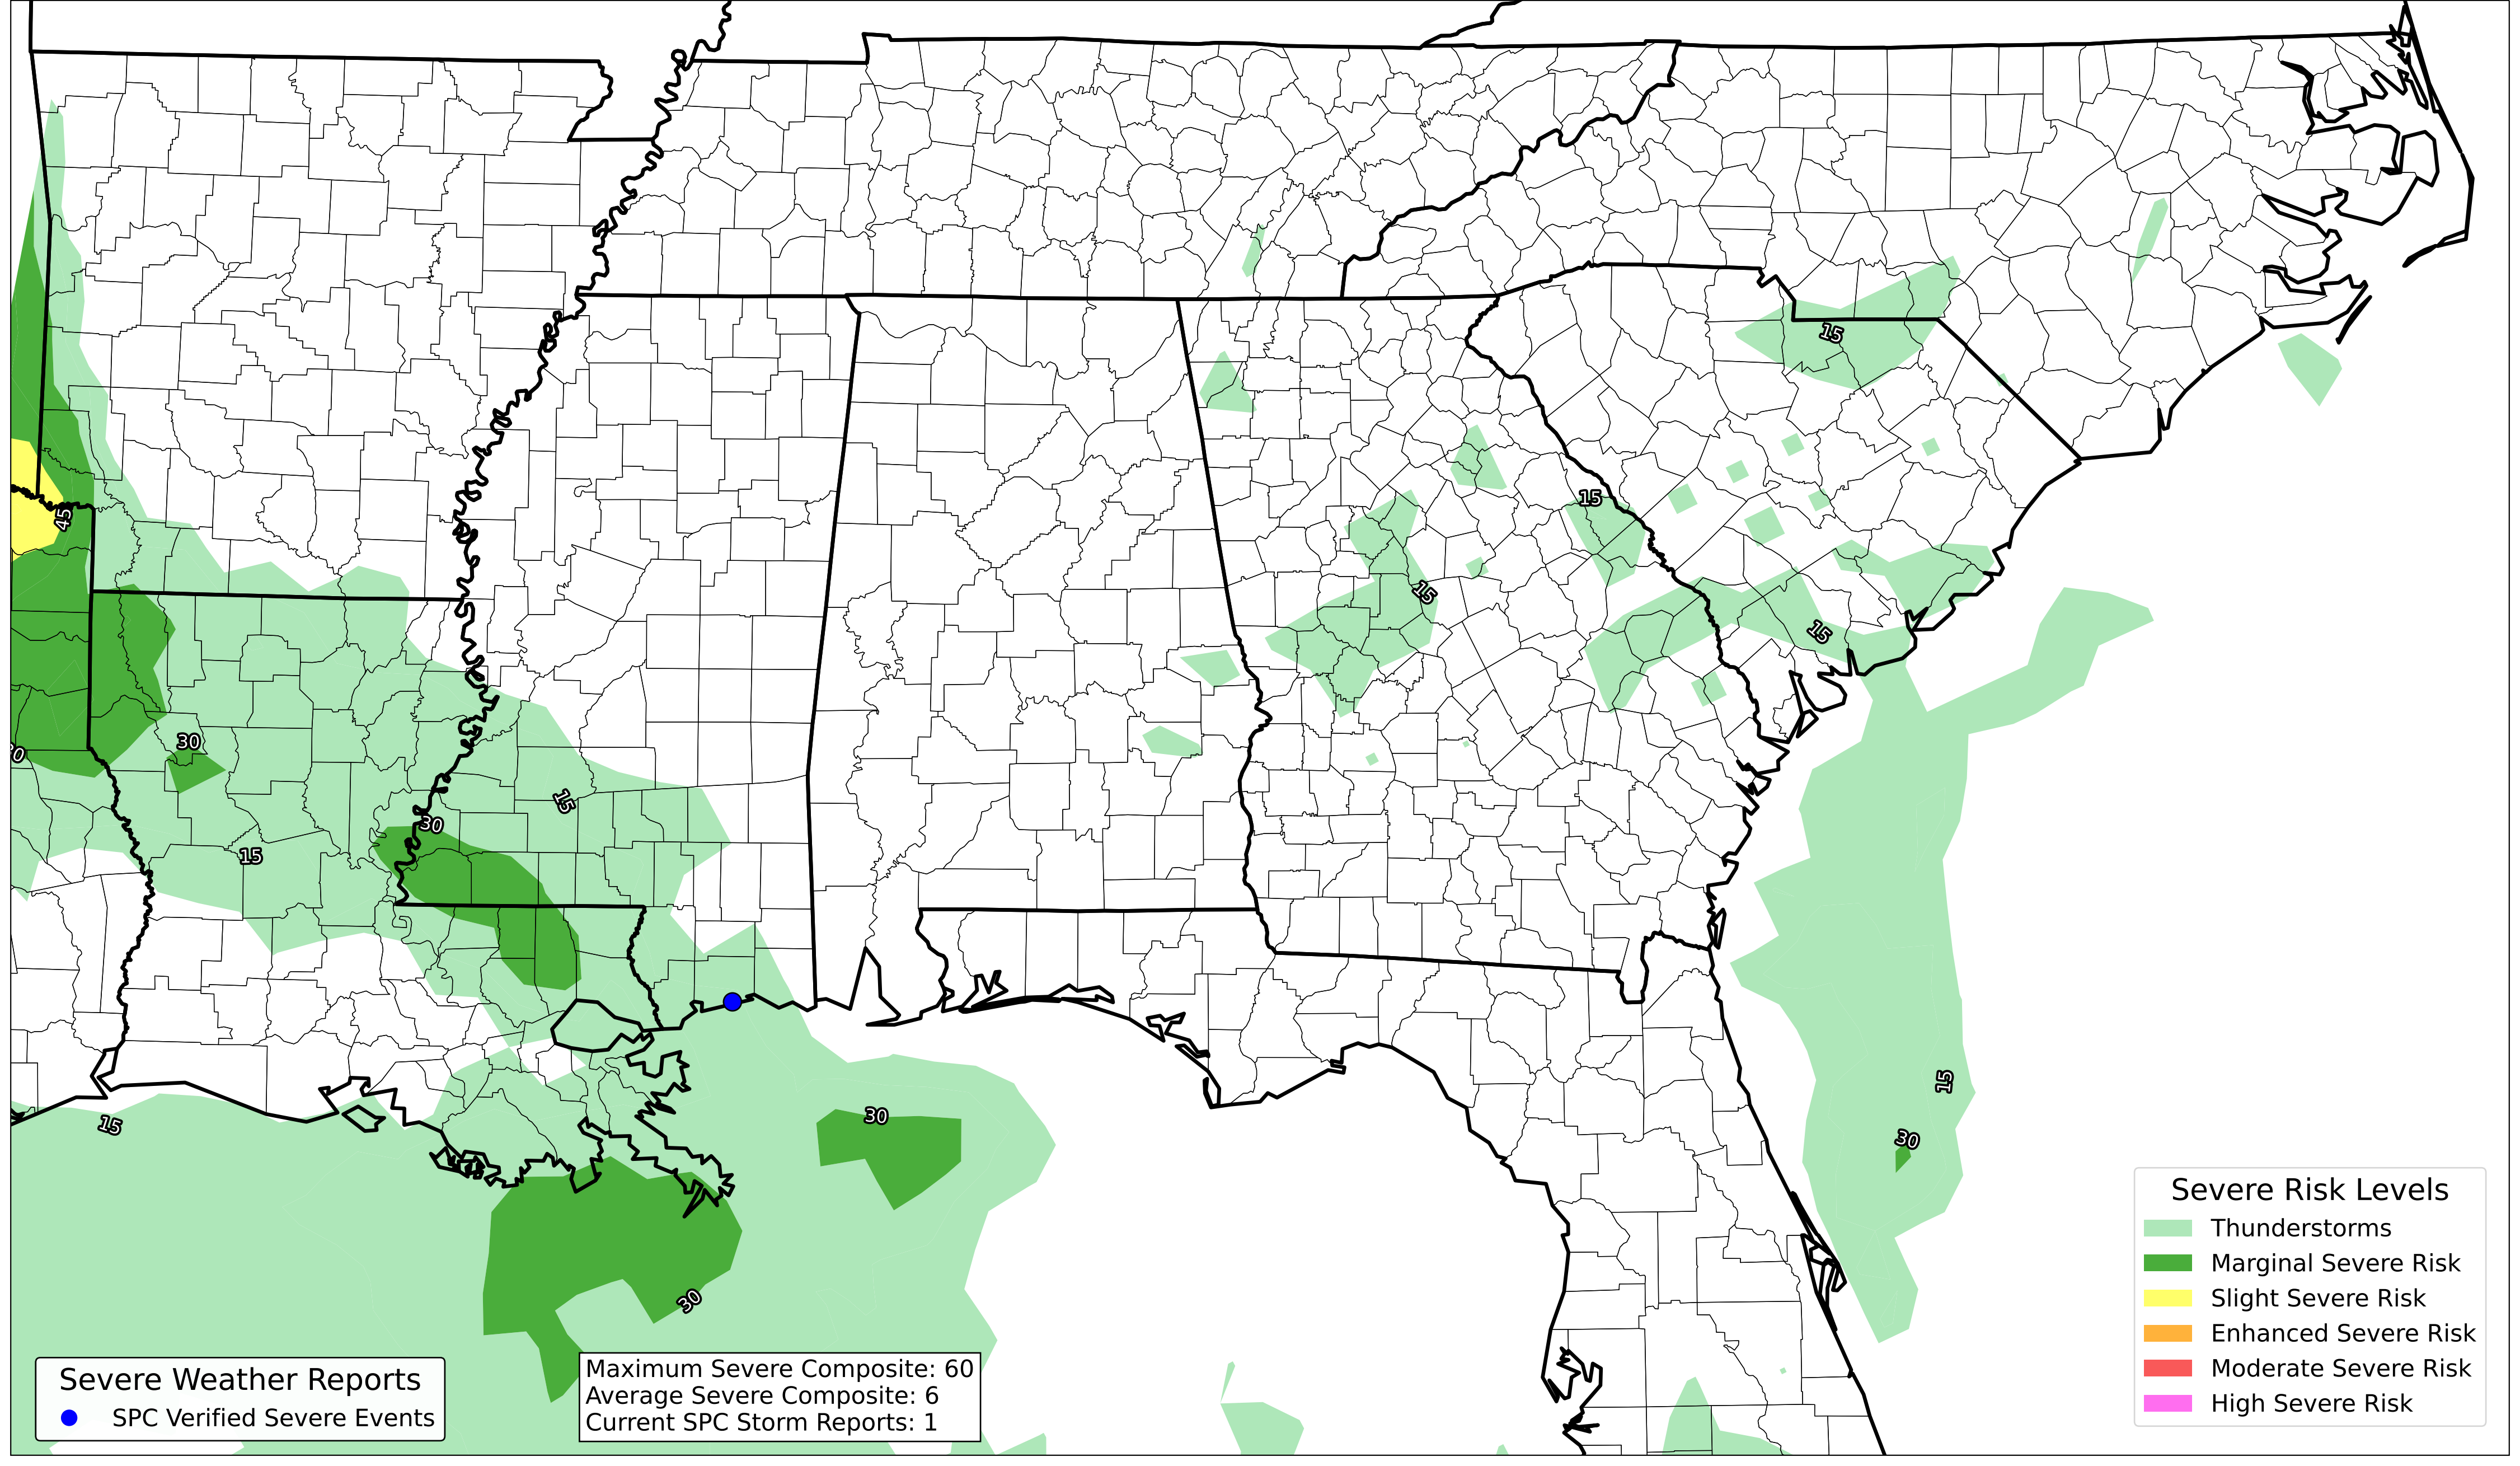 15
15
45
15
15
30
30
15
30
15
15
30
15
30
30
Severe Risk Levels
Thunderstorms
Marginal Severe Risk
Slight Severe Risk
Enhanced Severe Risk
Moderate Severe Risk
High Severe Risk
Severe Weather Reports
SPC Verified Severe Events
Maximum Severe Composite: 60
Average Severe Composite: 6
Current SPC Storm Reports: 1